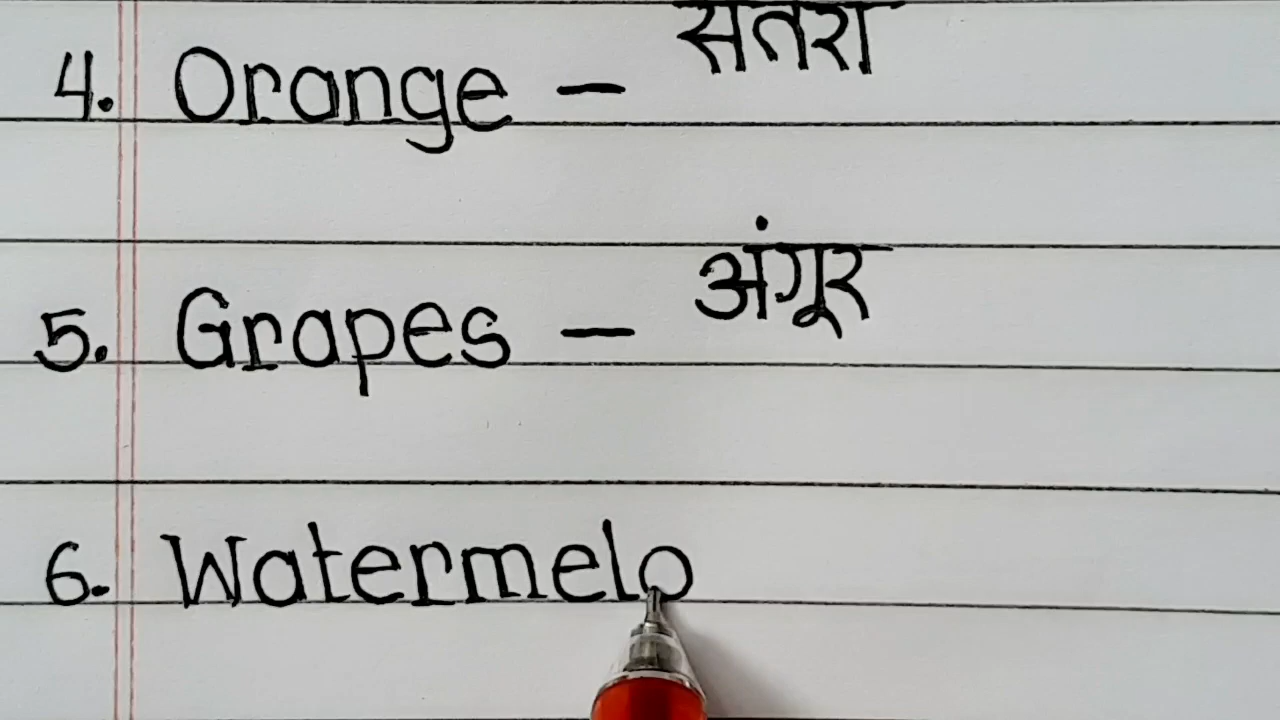 4. Orange – संतरा
5. Grapes – अंगूर
6. Watermelo